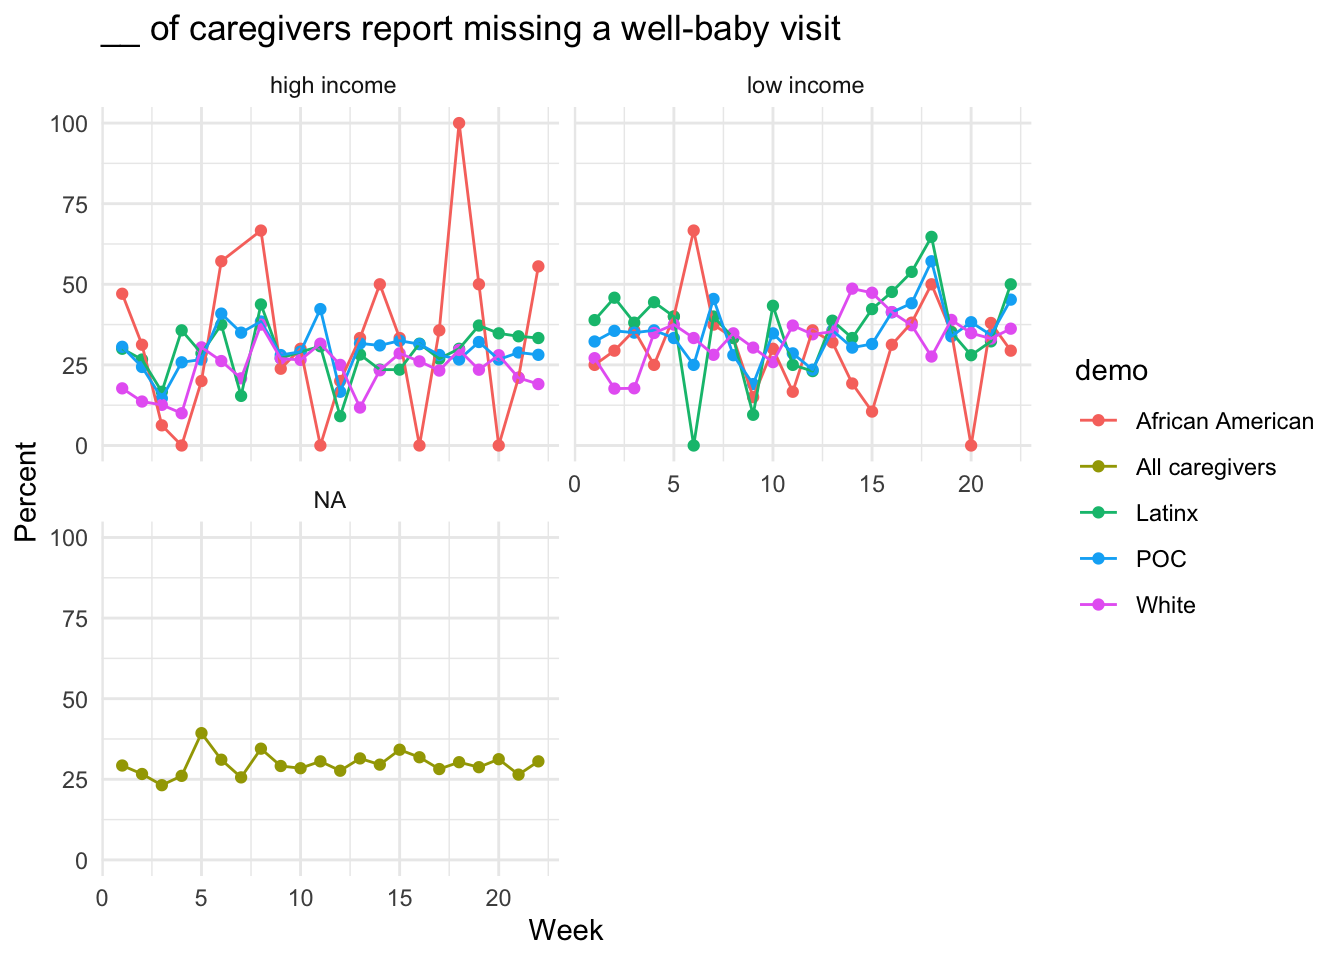 __ of caregivers report missing a well-baby visit
high income
low income
100
75
50
25
0
0 5 10 15 20
NA
100
75
50
25
0
0 5 10 15 20
Percent
Week
demo
African American
All caregivers
Latinx
POC
White